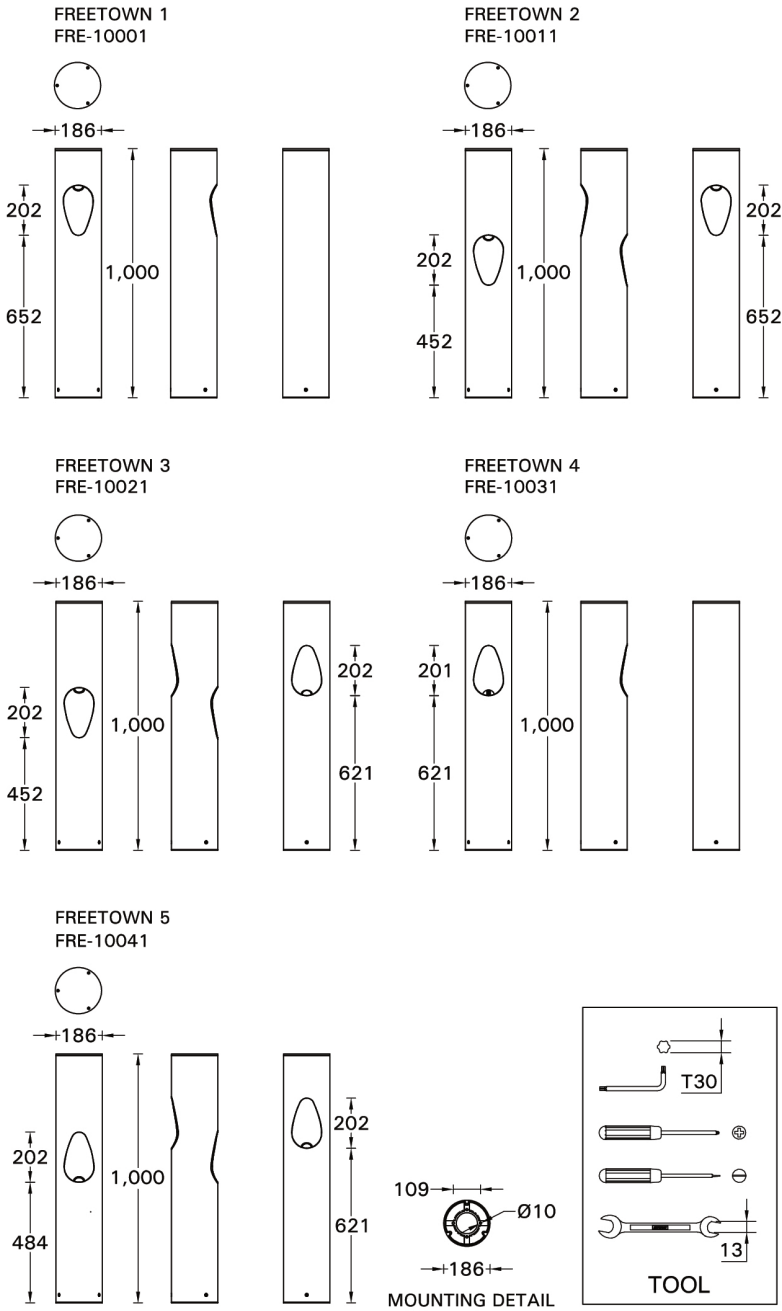 FREETOWN 1
FRE-10001
186
202
652
1,000
FREETOWN 2
FRE-10011
186
202
452
1,000
202
652
FREETOWN 3
FRE-10021
186
202
452
1,000
202
621
FREETOWN 4
FRE-10031
186
201
621
1,000
FREETOWN 5
FRE-10041
186
202
484
1,000
202
621
109
Ø10
186
MOUNTING DETAIL
T30
13
TOOL